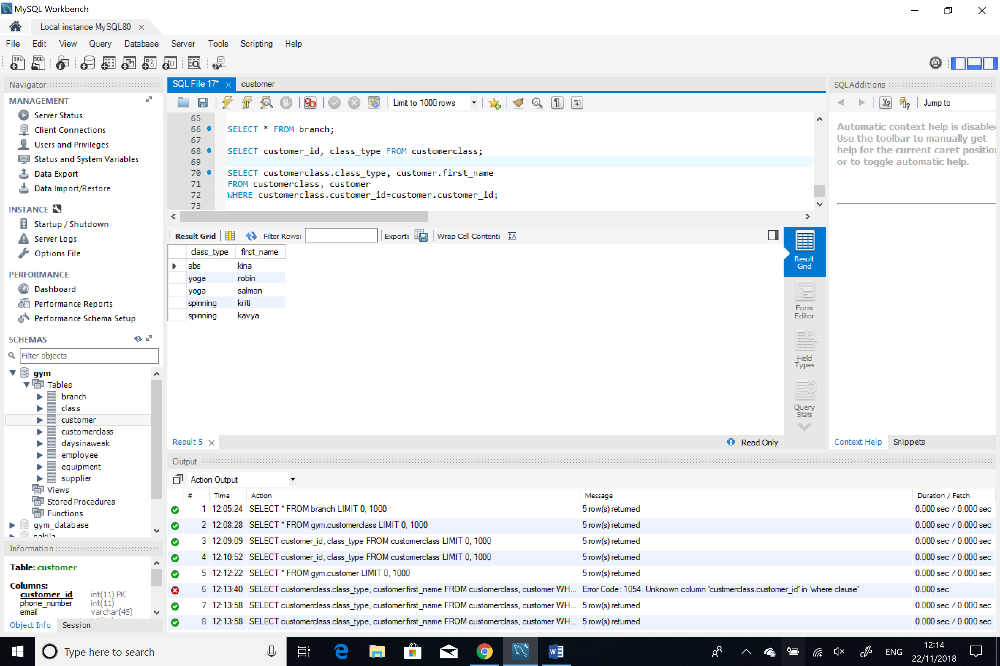 MySQL Workbench
Local instance MySQL80
File Edit View Query Database Server Tools Scripting Help
Navigator
MANAGEMENT
Server Status
Client Connections
Users and Privileges
Status and System Variables
Data Export
Data Import/Restore
INSTANCE
Startup / Shutdown
Server Logs
Options File
PERFORMANCE
Dashboard
Performance Reports
Performance Schema Setup
SCHEMAS
Filter objects
gym
Tables
branch
class
customer
customerclass
daysinaweak
employee
equipment
supplier
Views
Stored Procedures
Functions
gym_database
sakila
Information
Table: customer
Columns:
customer_id int(11) PK
phone_number int(11)
email varchar(45)
Object Info Session
SQL File 17* customer
Limit to 1000 rows
65
66 SELECT * FROM branch;
67
68 SELECT customer_id, class_type FROM customerclass;
69
70 SELECT customerclass.class_type, customer.first_name
71 FROM customerclass, customer
72 WHERE customerclass.customer_id=customer.customer_id;
73
Result Grid Filter Rows: Export: Wrap Cell Content:
class_type first_name
abs kina
yoga robin
yoga salman
spinning kriti
spinning kavya
Result
Grid
Form
Editor
Field
Types
Query
Stats
Result 5 Read Only
SQLAdditions
Jump to
Automatic context help is disabled
Use the toolbar to manually get
help for the current caret position
or to toggle automatic help.
Context Help Snippets
Output
Action Output
# Time Action Message Duration / Fetch
1 12:05:24 SELECT * FROM branch LIMIT 0, 1000 5 row(s) returned 0.000 sec / 0.000 sec
2 12:08:28 SELECT * FROM gym.customerclass LIMIT 0, 1000 5 row(s) returned 0.000 sec / 0.000 sec
3 12:09:09 SELECT customer_id, class_type FROM customerclass LIMIT 0, 1000 5 row(s) returned 0.000 sec / 0.000 sec
4 12:10:52 SELECT customer_id, class_type FROM customerclass LIMIT 0, 1000 5 row(s) returned 0.000 sec / 0.000 sec
5 12:12:22 SELECT * FROM gym.customer LIMIT 0, 1000 5 row(s) returned 0.000 sec / 0.000 sec
6 12:13:40 SELECT customerclass.class_type, customer.first_name FROM customerclass, customer WH... Error Code: 1054. Unknown column 'custmerclass.customer_id' in 'where clause' 0.000 sec
7 12:13:58 SELECT customerclass.class_type, customer.first_name FROM customerclass, customer WH... 5 row(s) returned 0.000 sec / 0.000 sec
8 12:13:58 SELECT customerclass.class_type, customer.first_name FROM customerclass, customer WH... 5 row(s) returned 0.000 sec / 0.000 sec
Type here to search
ENG
12:14
22/11/2018